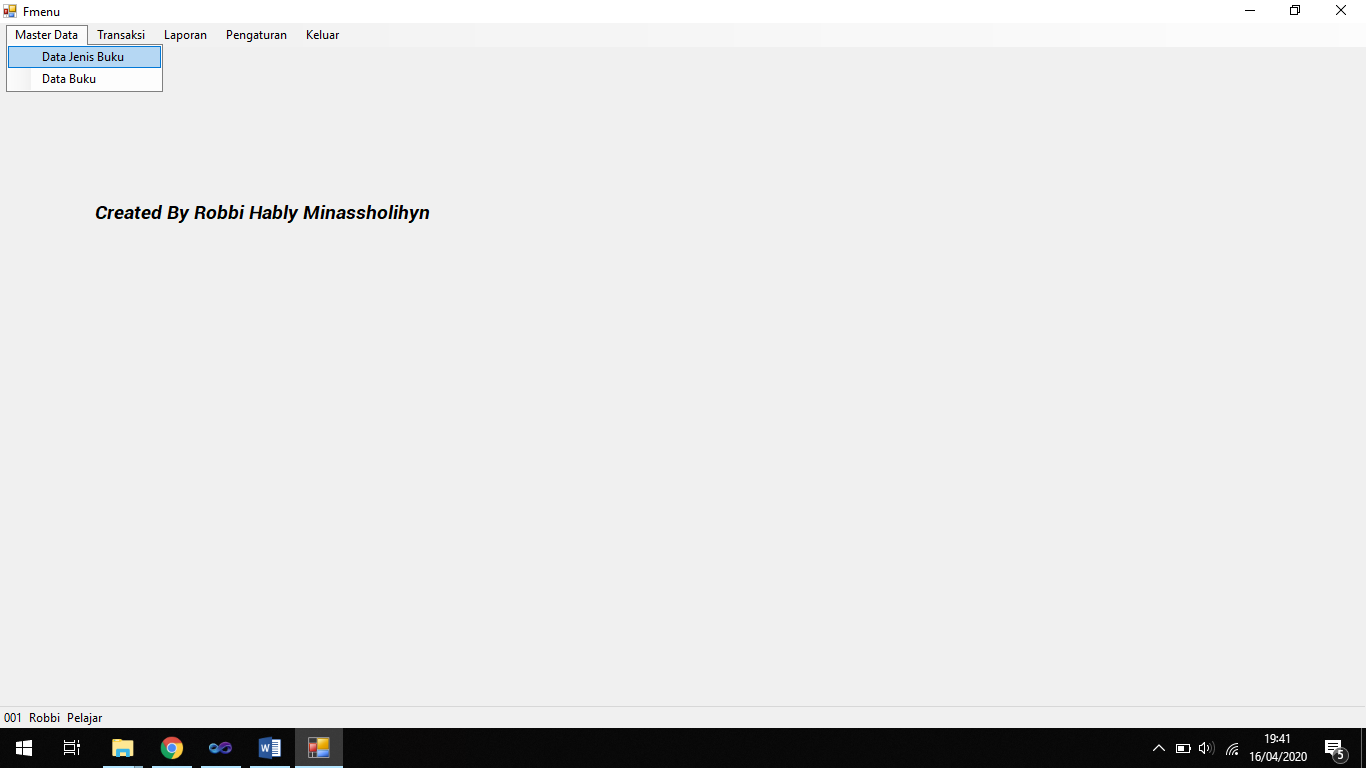 Fmenu
Master Data Transaksi Laporan Pengaturan Keluar
Data Jenis Buku
Data Buku
Created By Robbi Hably Minassholihyn
001 Robbi Pelajar
19:41
16/04/2020
5